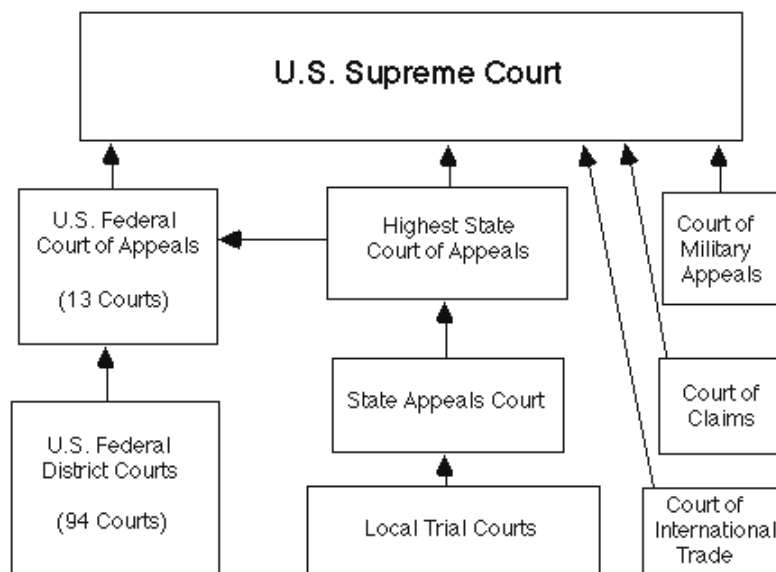 U.S. Supreme Court
U.S. Federal
Court of Appeals
(13 Courts)
Highest State
Court of Appeals
Court of
Military
Appeals
State Appeals Court
Court of
Claims
U.S. Federal
District Courts
(94 Courts)
Local Trial Courts
Court of
International
Trade